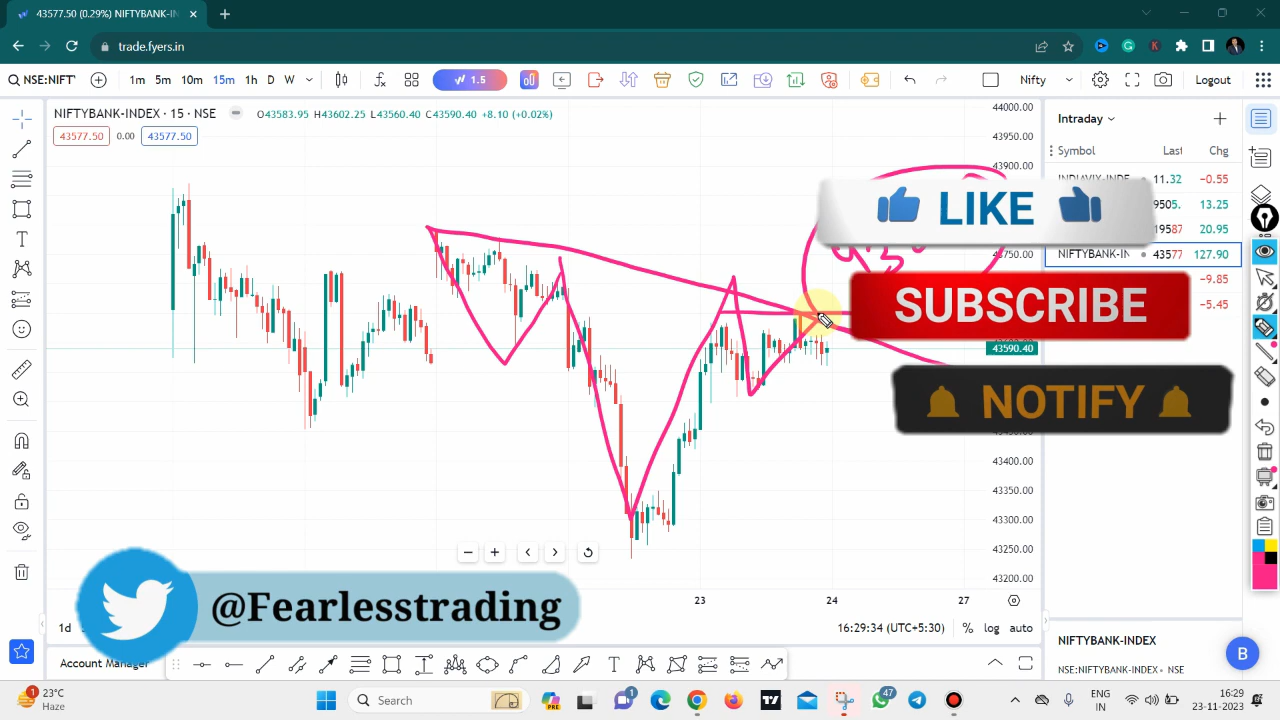 43577.50 (0.29%) NIFTYBANK-IN
trade.fyers.in
NSE:NIFT
1m 5m 10m 15m 1h D W
1.5
Nifty
Logout
NIFTYBANK-INDEX · 15 · NSE
O43583.95 H43602.25 L43560.40 C43590.40 +8.10 (+0.02%)
43577.50 0.00 43577.50
44000.00
43950.00
43900.00
43750.00
43590.40
43400.00
43350.00
43300.00
43250.00
43200.00
Intraday
Symbol Last Chg
11.32 −0.55
9505. 13.25
19587 20.95
NIFTYBANK-IN 43577 127.90
−9.85
−5.45
LIKE
SUBSCRIBE
NOTIFY
@Fearlesstrading
23 24 27
1d
16:29:34 (UTC+5:30) % log auto
Account Manager
NIFTYBANK-INDEX
NSE:NIFTYBANK-INDEX • NSE
B
1
23°C
Haze
Search
PRE
1
47
ENG
IN
16:29
23-11-2023